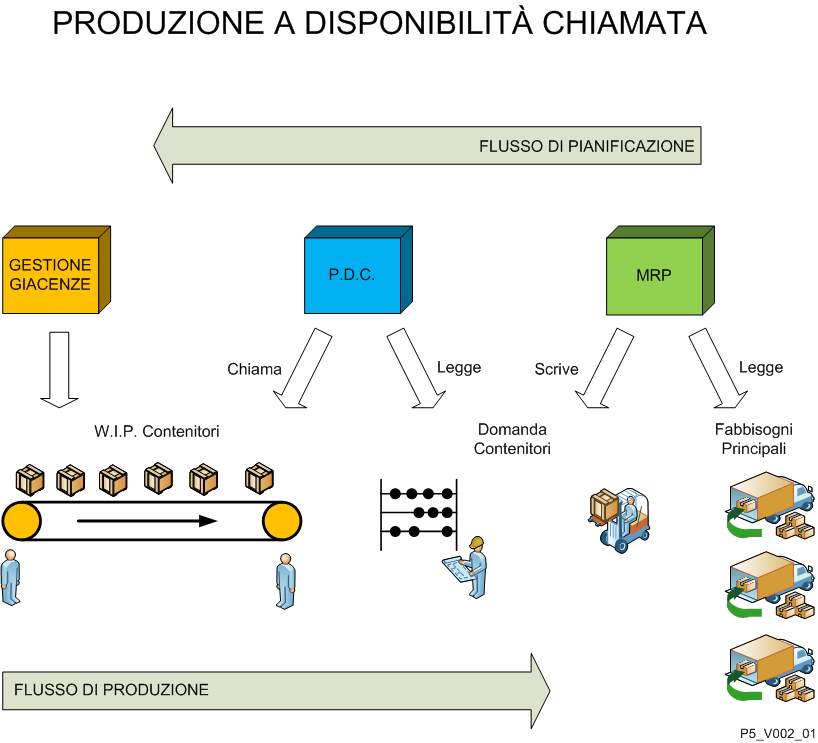 PRODUZIONE A DISPONIBILITÀ CHIAMATA
FLUSSO DI PIANIFICAZIONE
GESTIONE
GIACENZE
P.D.C.
MRP
Chiama
Legge
Scrive
Legge
W.I.P. Contenitori
Domanda
Contenitori
Fabbisogni
Principali
FLUSSO DI PRODUZIONE
P5_V002_01